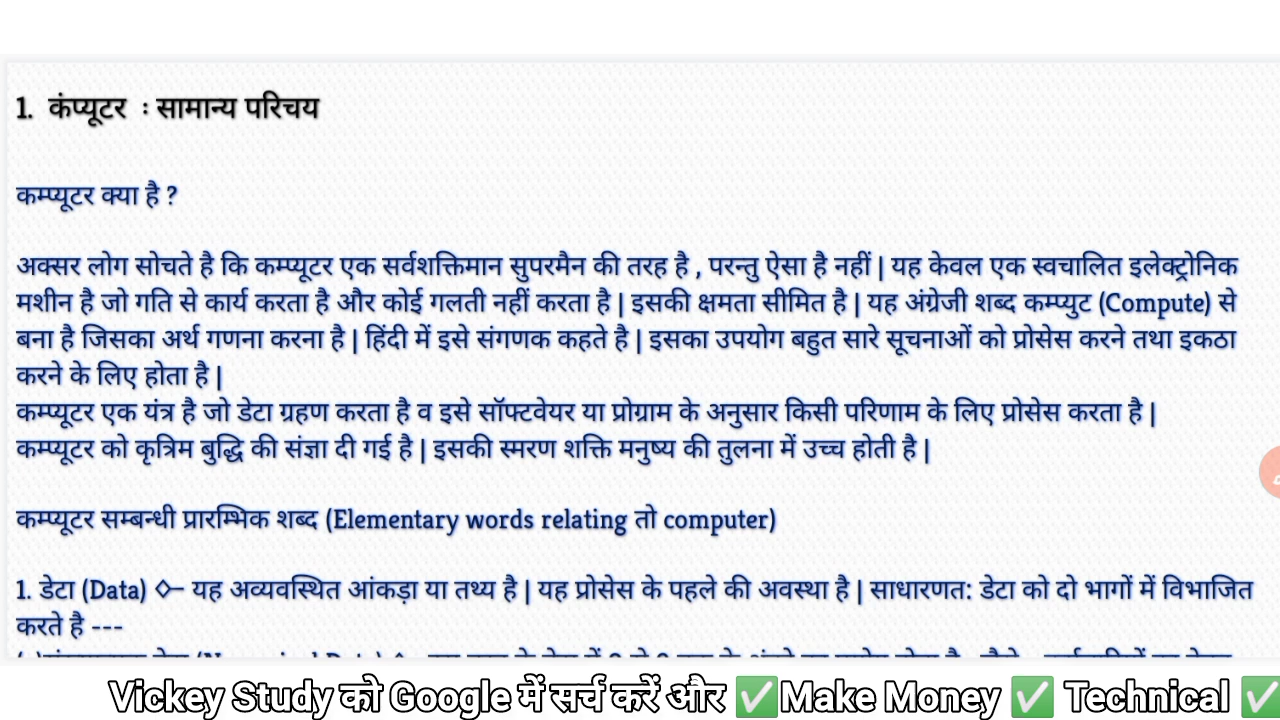 1. कंप्यूटर : सामान्य परिचय
कम्प्यूटर क्या है ?
अक्सर लोग सोचते है कि कम्प्यूटर एक सर्वशक्तिमान सुपरमैन की तरह है , परन्तु ऐसा है नहीं | यह केवल एक स्वचालित इलेक्ट्रोनिक
मशीन है जो गति से कार्य करता है और कोई गलती नहीं करता है | इसकी क्षमता सीमित है | यह अंग्रेजी शब्द कम्प्युट (Compute) से
बना है जिसका अर्थ गणना करना है | हिंदी में इसे संगणक कहते है | इसका उपयोग बहुत सारे सूचनाओं को प्रोसेस करने तथा इकठा
करने के लिए होता है |
कम्प्यूटर एक यंत्र है जो डेटा ग्रहण करता है व इसे सॉफ्टवेयर या प्रोग्राम के अनुसार किसी परिणाम के लिए प्रोसेस करता है |
कम्प्यूटर को कृत्रिम बुद्धि की संज्ञा दी गई है | इसकी स्मरण शक्ति मनुष्य की तुलना में उच्च होती है |
कम्प्यूटर सम्बन्धी प्रारम्भिक शब्द (Elementary words relating तो computer)
1. डेटा (Data) ◇– यह अव्यवस्थित आंकड़ा या तथ्य है | यह प्रोसेस के पहले की अवस्था है | साधारणत: डेटा को दो भागों में विभाजित
करते है ---
Vickey Study को Google में सर्च करें और ✅Make Money ✅ Technical ✅